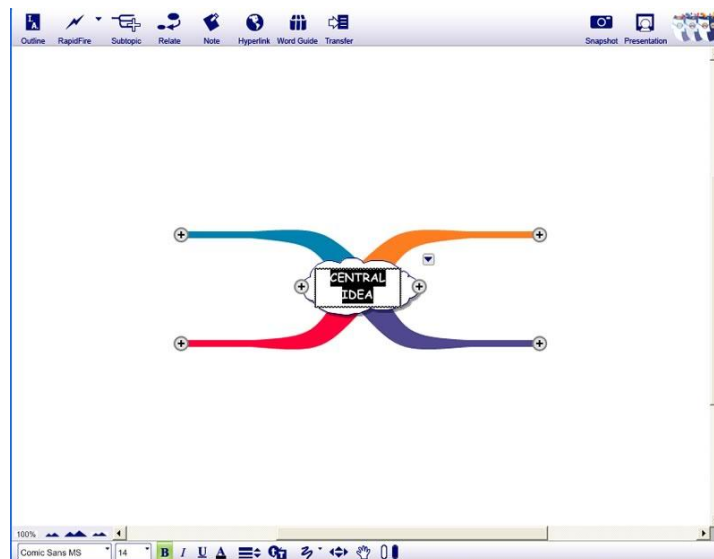 Outline RapidFire Subtopic Relate Note Hyperlink Word Guide Transfer Snapshot Presentation
CENTRAL
IDEA
100%
Comic Sans MS 14 B I U A